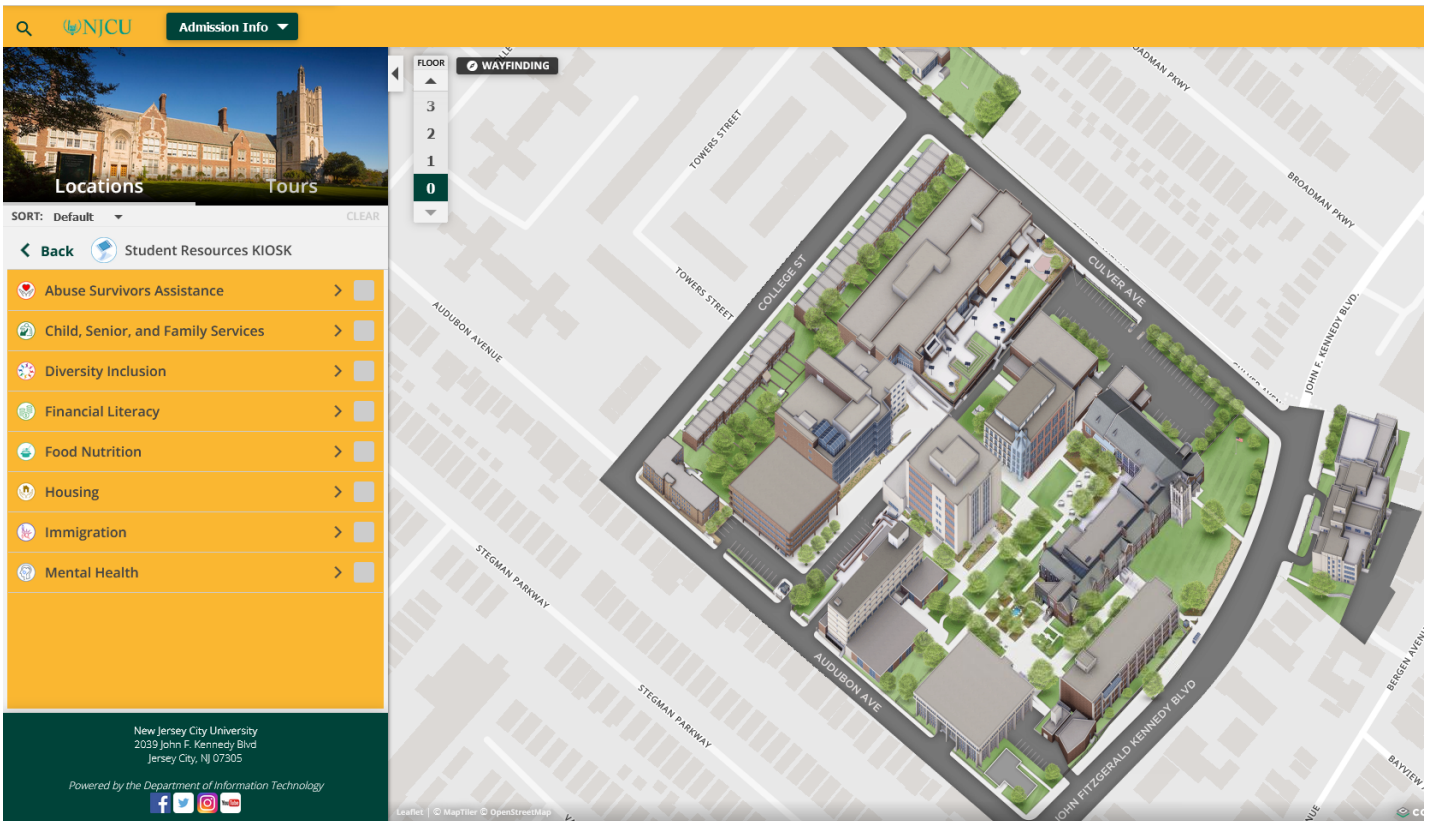 NJCU
Admission Info
Locations
Tours
SORT: Default
CLEAR
Back
Student Resources KIOSK
Abuse Survivors Assistance
Child, Senior, and Family Services
Diversity Inclusion
Financial Literacy
Food Nutrition
Housing
Immigration
Mental Health
New Jersey City University
2039 John F. Kennedy Blvd
Jersey City, NJ 07305
Powered by the Department of Information Technology
FLOOR
3
2
1
0
WAYFINDING
TOWERS STREET
TOWERS STREET
AUDUBON AVENUE
COLLEGE ST
CULVER AVE
BROADMAN PKWY
BROADMAN PKWY
JOHN F. KENNEDY BLVD.
STEGMAN PARKWAY
STEGMAN PARKWAY
AUDUBON AVE
JOHN FITZGERALD KENNEDY BLVD
Leaflet | © MapTiler © OpenStreetMap